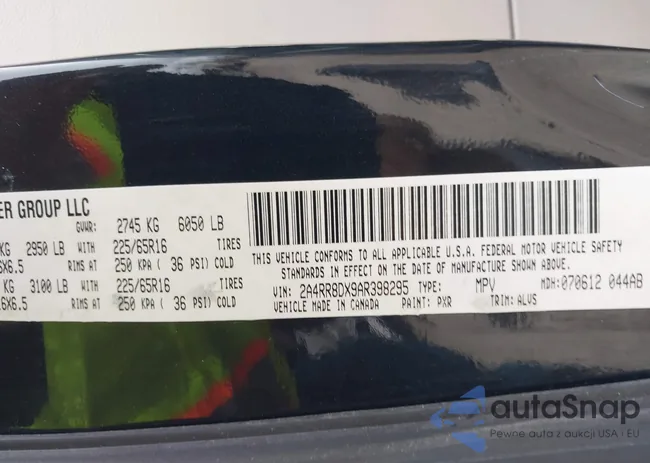 ER GROUP LLC
GVWR: 2745 KG 6050 LB
KG 2950 LB WITH 225/65R16 TIRES
6X6.5 RIMS AT 250 KPA ( 36 PSI) COLD
KG 3100 LB WITH 225/65R16 TIRES
6X6.5 RIMS AT 250 KPA ( 36 PSI) COLD
THIS VEHICLE CONFORMS TO ALL APPLICABLE U.S.A. FEDERAL MOTOR VEHICLE SAFETY
STANDARDS IN EFFECT ON THE DATE OF MANUFACTURE SHOWN ABOVE.
VIN: 2A4RR8DX9AR398295 TYPE: MPV MDH: 070612 044AB
VEHICLE MADE IN CANADA PAINT: PXR TRIM: ALVS
autaSnap
Pewne auta z aukcji USA i EU